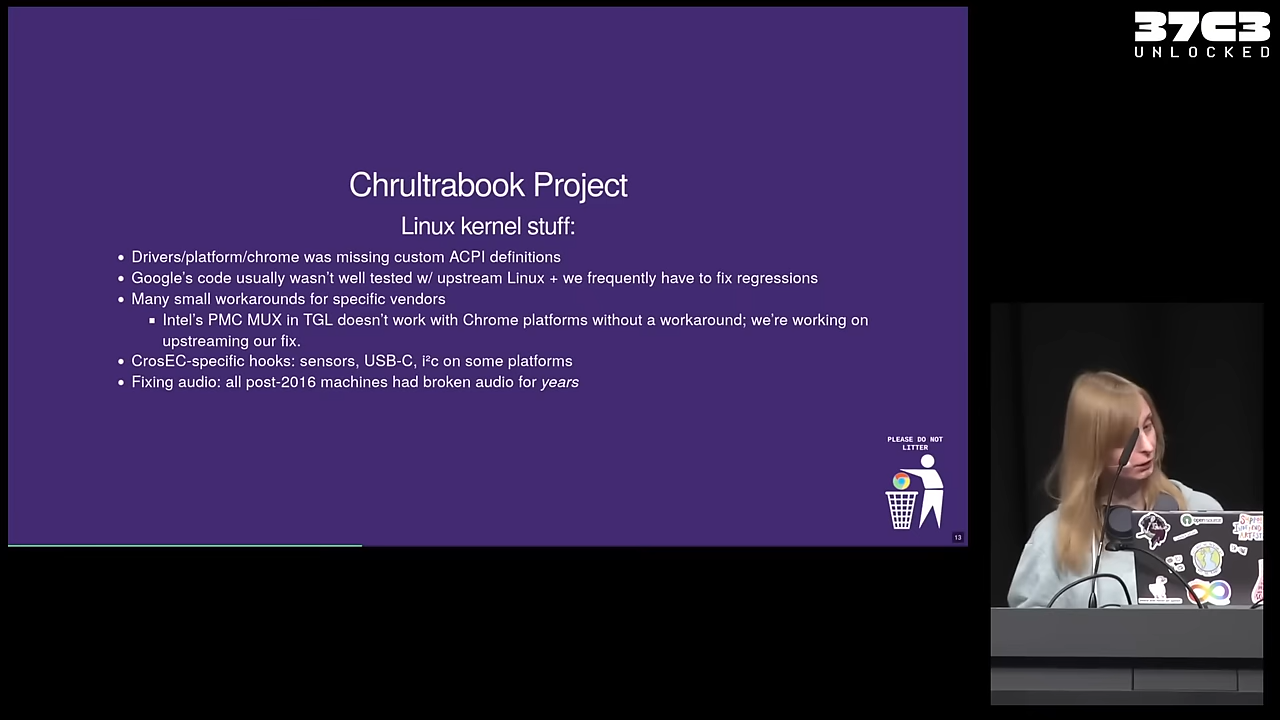 37C3
UNLOCKED
Chrultrabook Project
Linux kernel stuff:
Drivers/platform/chrome was missing custom ACPI definitions
Google's code usually wasn't well tested w/ upstream Linux + we frequently have to fix regressions
Many small workarounds for specific vendors
Intel's PMC MUX in TGL doesn't work with Chrome platforms without a workaround; we're working on
upstreaming our fix.
CrosEC-specific hooks: sensors, USB-C, i²c on some platforms
Fixing audio: all post-2016 machines had broken audio for years
PLEASE DO NOT
LITTER
13
open source